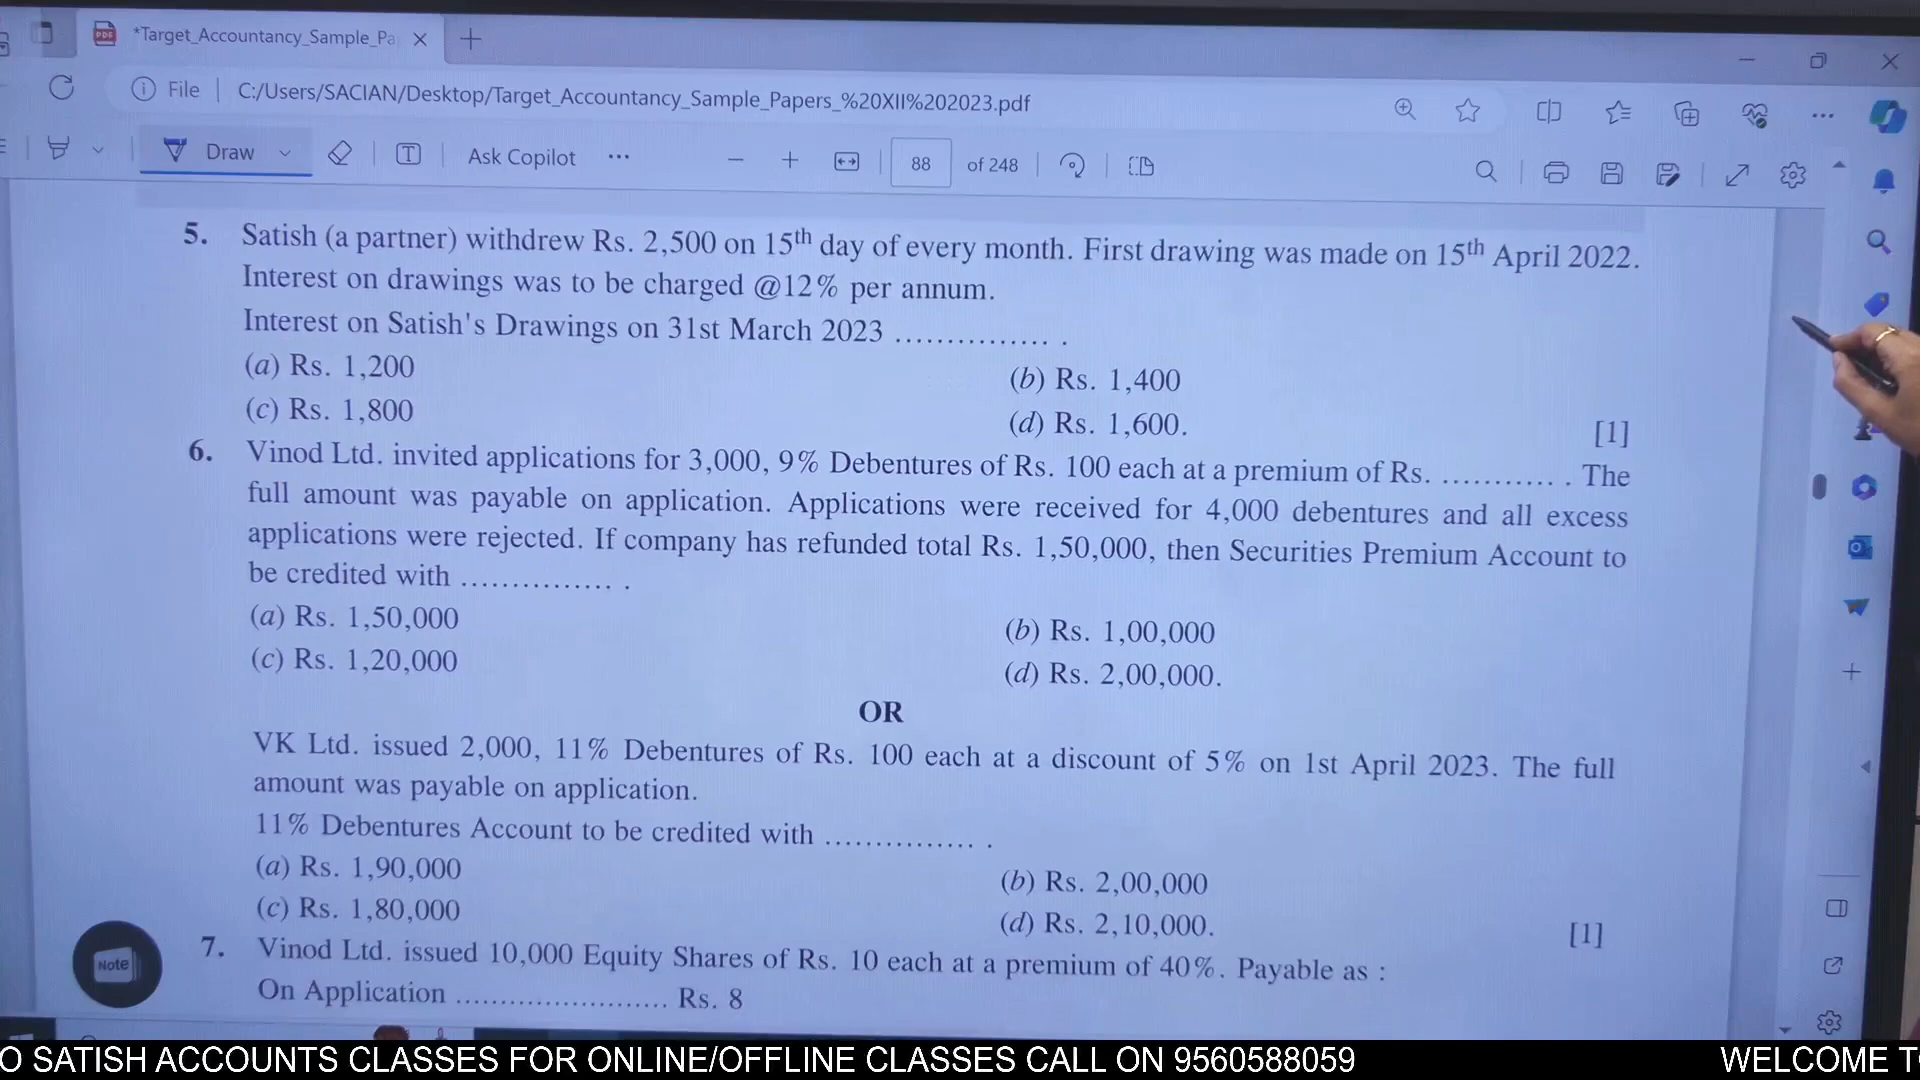 *Target_Accountancy_Sample_Pa
File
C:/Users/SACIAN/Desktop/Target_Accountancy_Sample_Papers_%20XII%202023.pdf
Draw
Ask Copilot
88 of 248
5. Satish (a partner) withdrew Rs. 2,500 on 15th day of every month. First drawing was made on 15th April 2022.
Interest on drawings was to be charged @12% per annum.
Interest on Satish's Drawings on 31st March 2023 ............... .
(a) Rs. 1,200 (b) Rs. 1,400
(c) Rs. 1,800 (d) Rs. 1,600. [1]
6. Vinod Ltd. invited applications for 3,000, 9% Debentures of Rs. 100 each at a premium of Rs. ........... . The
full amount was payable on application. Applications were received for 4,000 debentures and all excess
applications were rejected. If company has refunded total Rs. 1,50,000, then Securities Premium Account to
be credited with ............... .
(a) Rs. 1,50,000 (b) Rs. 1,00,000
(c) Rs. 1,20,000 (d) Rs. 2,00,000.
OR
VK Ltd. issued 2,000, 11% Debentures of Rs. 100 each at a discount of 5% on 1st April 2023. The full
amount was payable on application.
11% Debentures Account to be credited with ............... .
(a) Rs. 1,90,000 (b) Rs. 2,00,000
(c) Rs. 1,80,000 (d) Rs. 2,10,000. [1]
7. Vinod Ltd. issued 10,000 Equity Shares of Rs. 10 each at a premium of 40%. Payable as :
On Application ........................ Rs. 8
Note
O SATISH ACCOUNTS CLASSES FOR ONLINE/OFFLINE CLASSES CALL ON 9560588059 WELCOME T